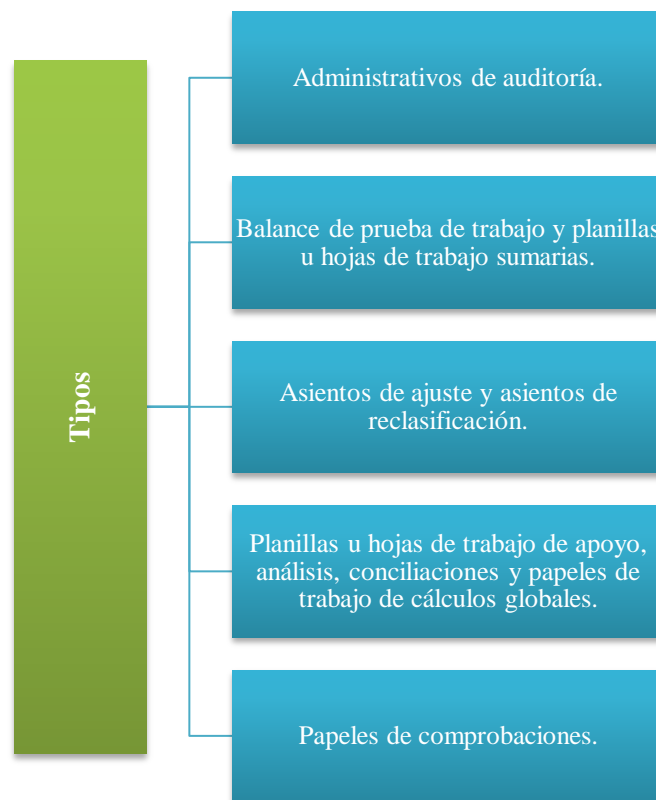 Tipos
Administrativos de auditoría.
Balance de prueba de trabajo y planillas
u hojas de trabajo sumarias.
Asientos de ajuste y asientos de
reclasificación.
Planillas u hojas de trabajo de apoyo,
análisis, conciliaciones y papeles de
trabajo de cálculos globales.
Papeles de comprobaciones.